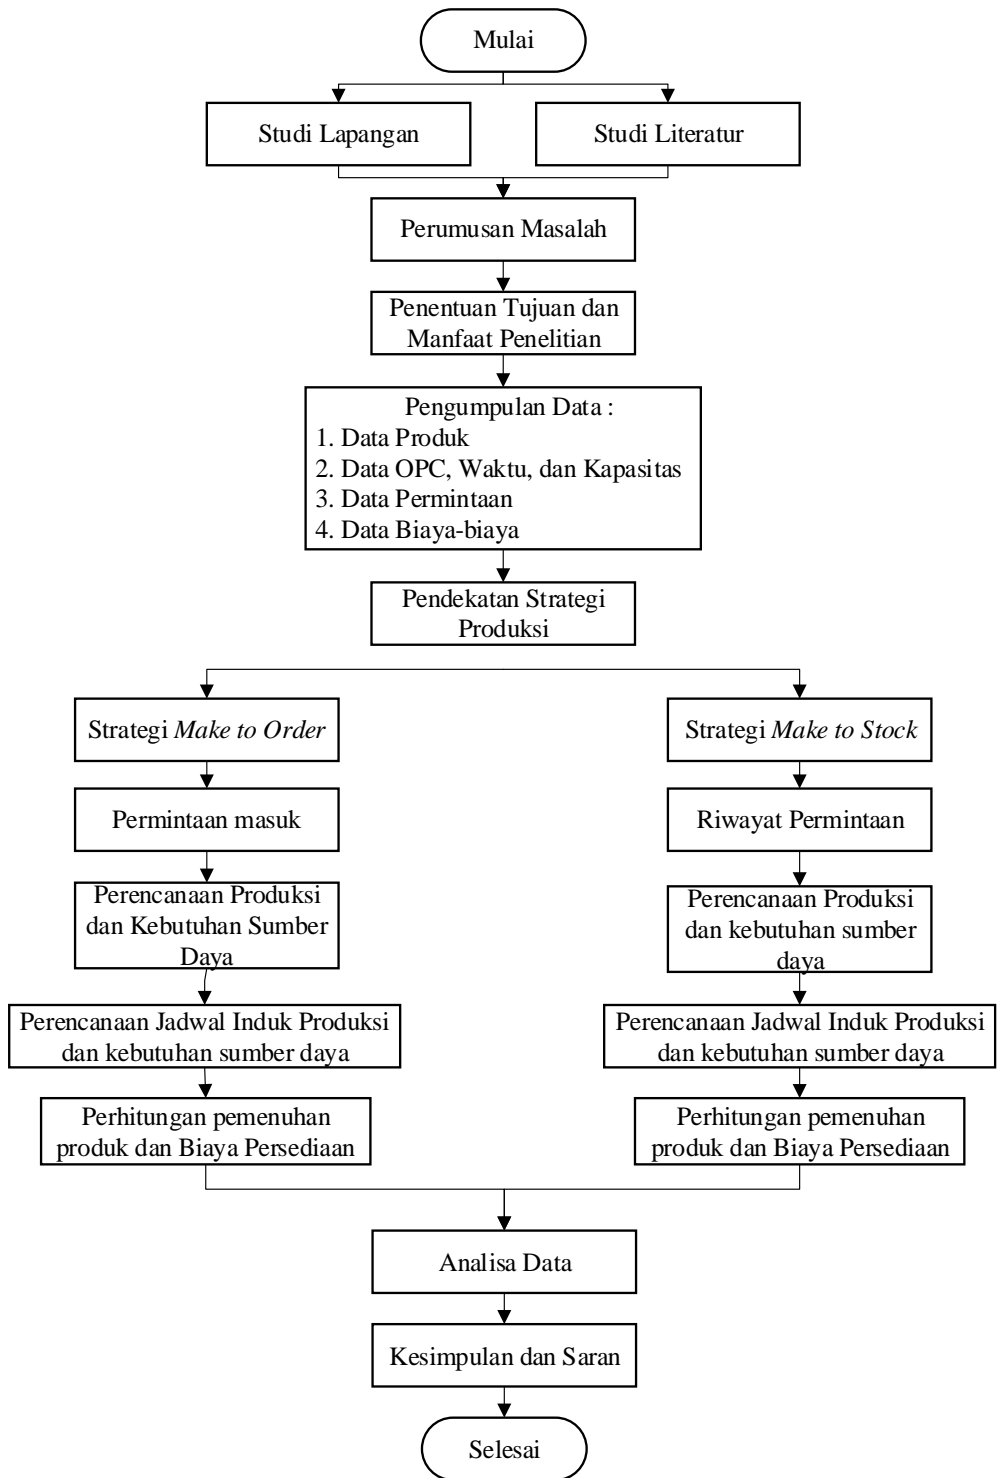 Mulai
Studi Lapangan
Studi Literatur
Perumusan Masalah
Penentuan Tujuan dan
Manfaat Penelitian
Pengumpulan Data :
1. Data Produk
2. Data OPC, Waktu, dan Kapasitas
3. Data Permintaan
4. Data Biaya-biaya
Pendekatan Strategi
Produksi
Strategi Make to Order
Permintaan masuk
Perencanaan Produksi
dan Kebutuhan Sumber
Daya
Perencanaan Jadwal Induk Produksi
dan kebutuhan sumber daya
Perhitungan pemenuhan
produk dan Biaya Persediaan
Strategi Make to Stock
Riwayat Permintaan
Perencanaan Produksi
dan kebutuhan sumber
daya
Perencanaan Jadwal Induk Produksi
dan kebutuhan sumber daya
Perhitungan pemenuhan
produk dan Biaya Persediaan
Analisa Data
Kesimpulan dan Saran
Selesai